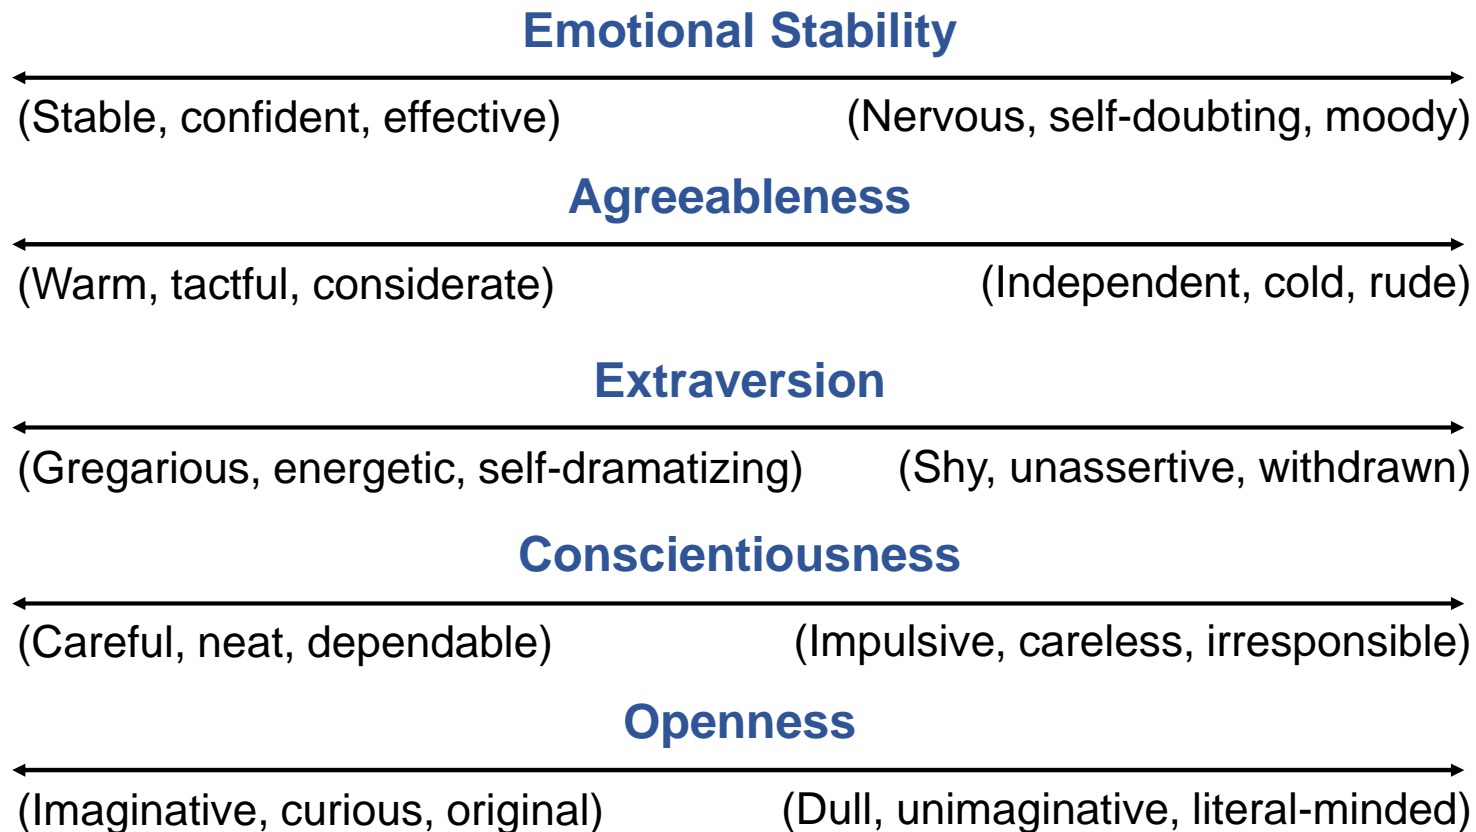 Emotional Stability
(Stable, confident, effective) (Nervous, self-doubting, moody)
Agreeableness
(Warm, tactful, considerate) (Independent, cold, rude)
Extraversion
(Gregarious, energetic, self-dramatizing) (Shy, unassertive, withdrawn)
Conscientiousness
(Careful, neat, dependable) (Impulsive, careless, irresponsible)
Openness
(Imaginative, curious, original) (Dull, unimaginative, literal-minded)